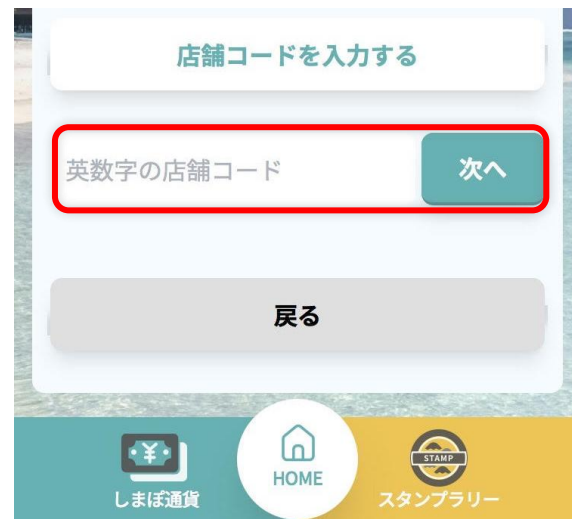 店舗コードを入力する
英数字の店舗コード
次へ
戻る
¥
STAMP
HOME
しまぽ通貨
スタンプラリー